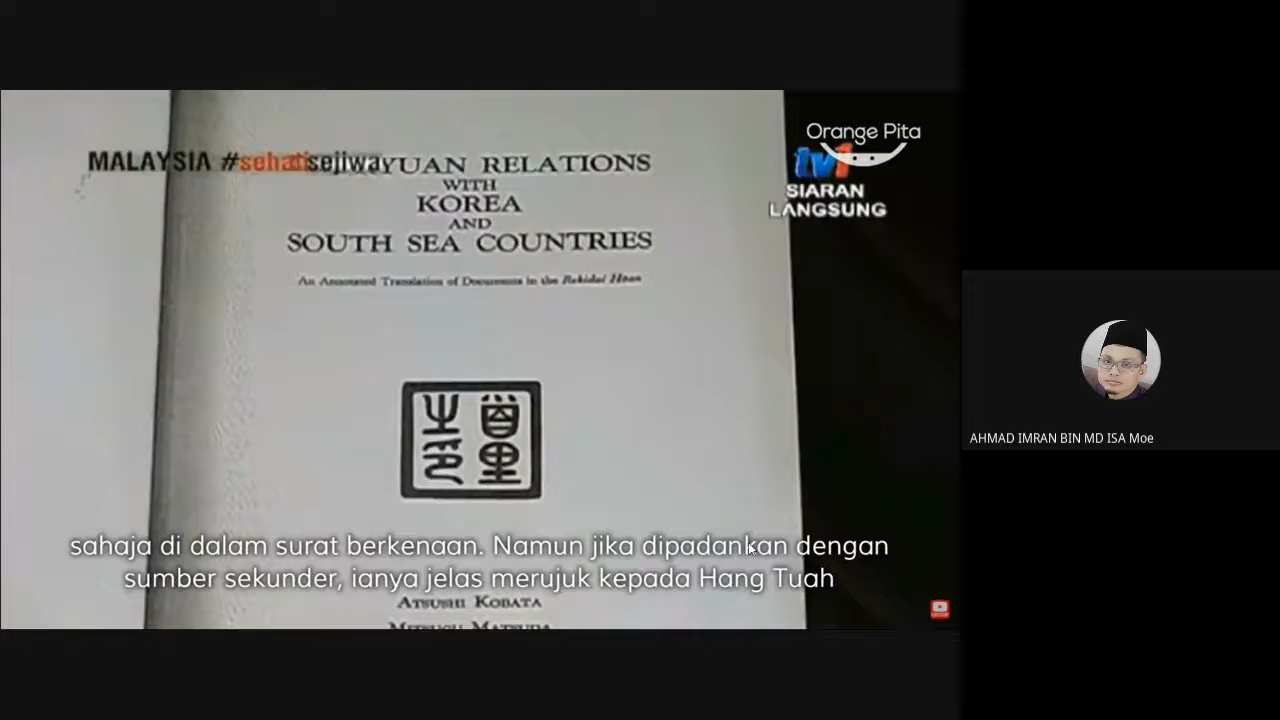 Orange Pita
MALAYSIA #sehatisejiwa
tv1
SIARAN
LANGSUNG
YUAN RELATIONS
WITH
KOREA
AND
SOUTH SEA COUNTRIES
An Annotated Translation of Documents in the Rekidai Hoan
sahaja di dalam surat berkenaan. Namun jika dipadankan dengan
sumber sekunder, ianya jelas merujuk kepada Hang Tuah
ATSUSHI KOBATA
MITSUGU MATSUDA
AHMAD IMRAN BIN MD ISA Moe